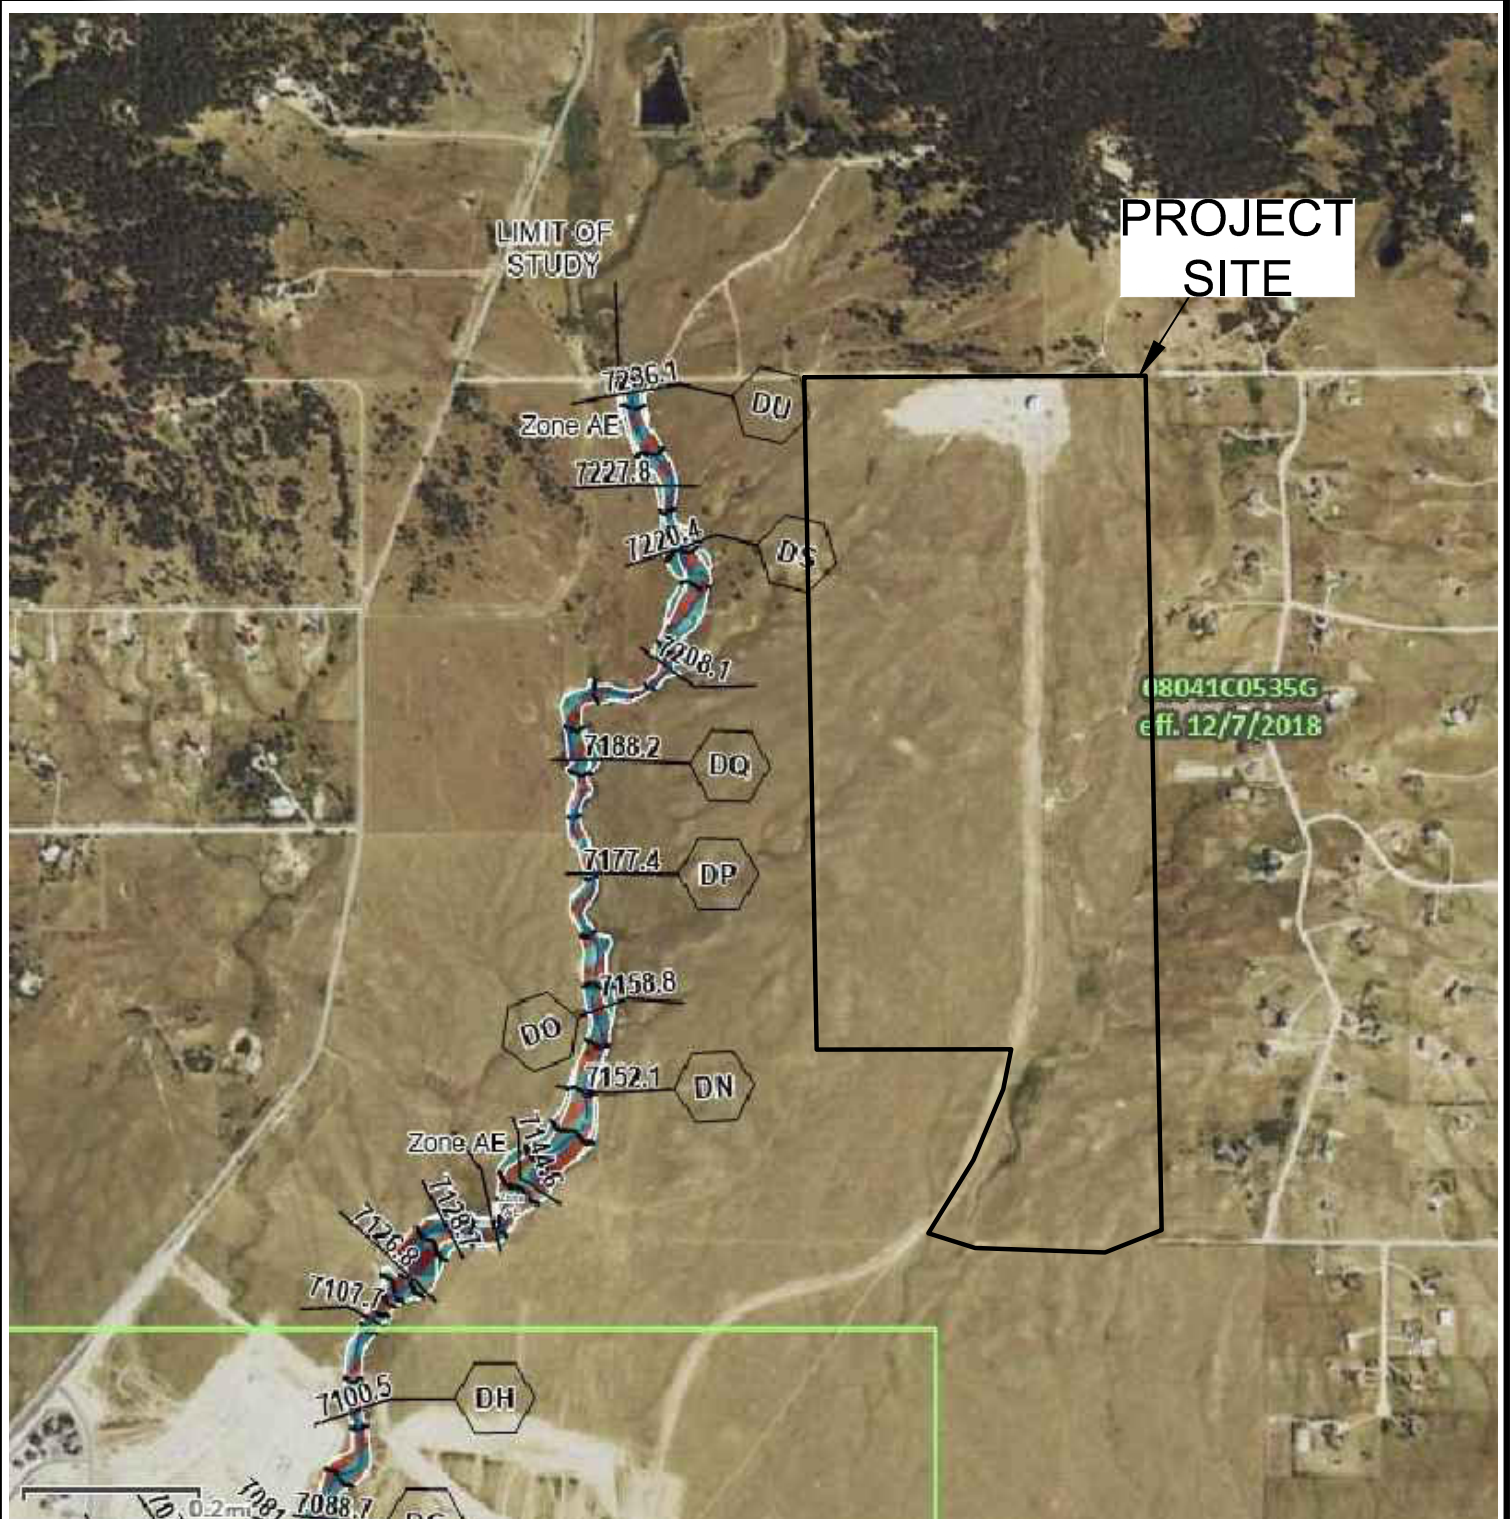 PROJECT
SITE
LIMIT OF
STUDY
7236.1
DU
Zone AE
7227.8
7220.4
DS
7208.1
08041C0535G
eff. 12/7/2018
7188.2
DQ
7177.4
DP
7158.8
DO
7152.1
DN
Zone AE
7144.6
7128.7
7126.8
7107.7
7100.5
DH
7088.7
0.2mi